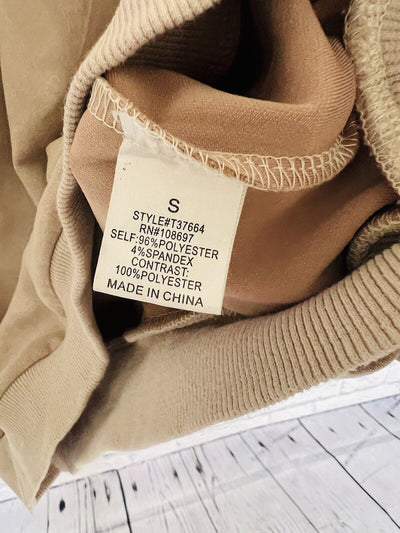 S
STYLE#T37664
RN#108697
SELF:96%POLYESTER
4%SPANDEX
CONTRAST:
100%POLYESTER
MADE IN CHINA